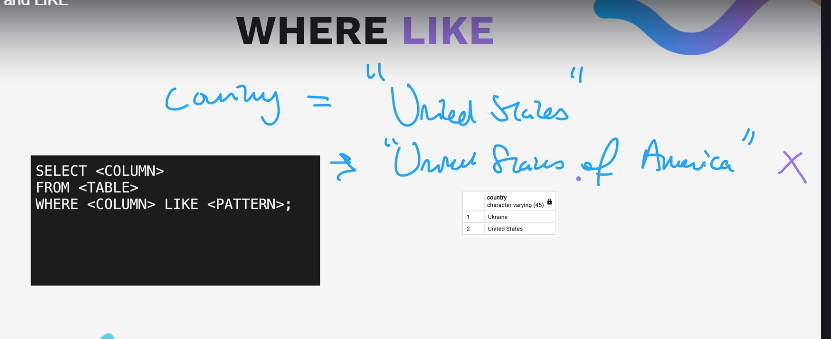 and LIKE
WHERE LIKE
Country = "United States"
→ "United States of America" X
SELECT <COLUMN>
FROM <TABLE>
WHERE <COLUMN> LIKE <PATTERN>;
country
character varying (45)
1 Ukraine
2 United States